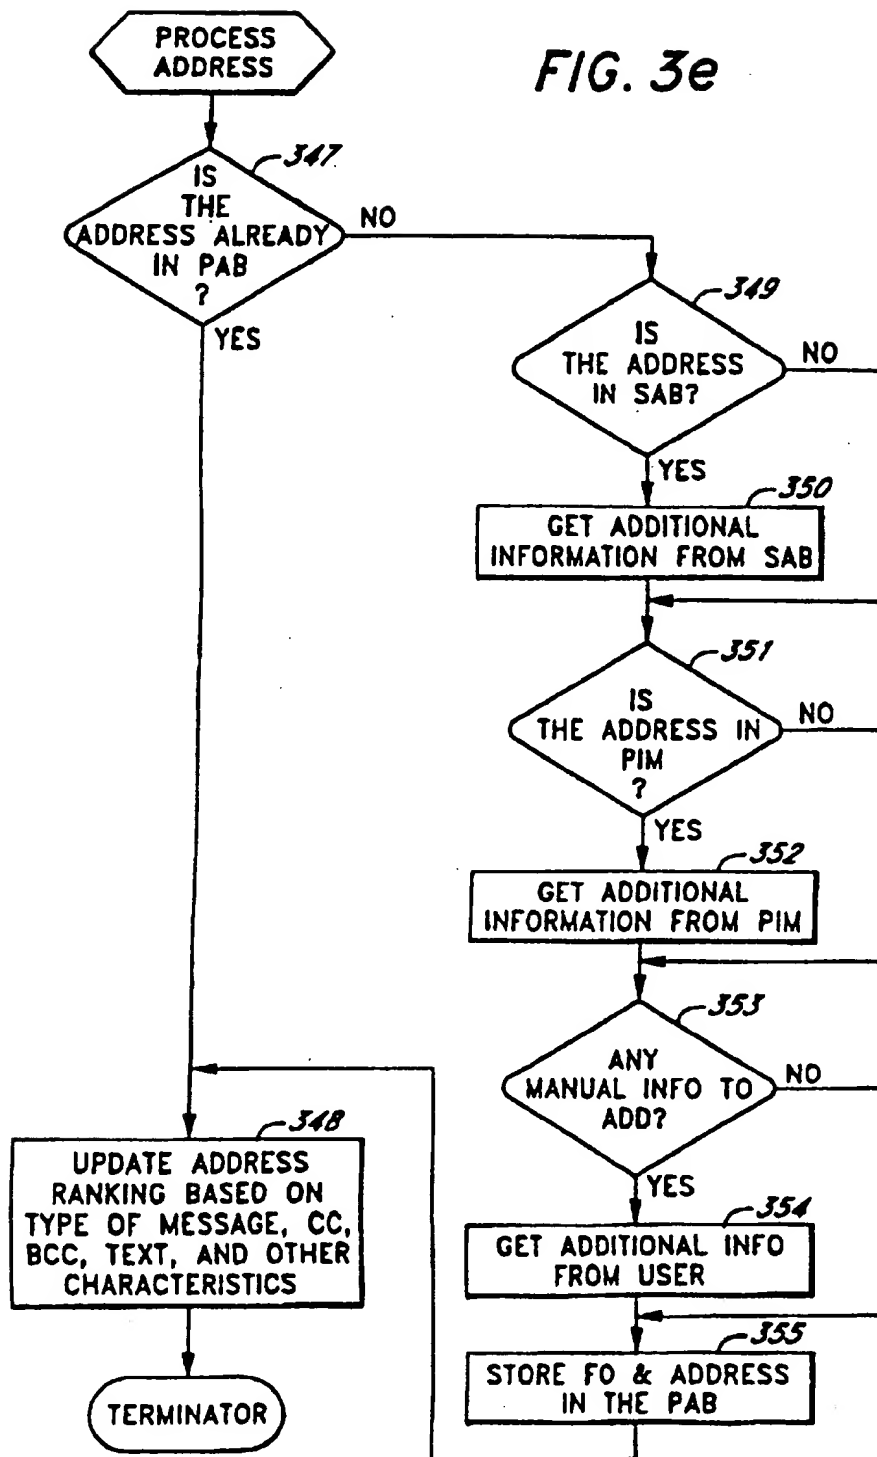 PROCESS
ADDRESS
FIG. 3e
347
IS
THE
ADDRESS ALREADY
IN PAB
?
NO
YES
349
IS
THE ADDRESS
IN SAB?
NO
YES
350
GET ADDITIONAL
INFORMATION FROM SAB
351
IS
THE ADDRESS IN
PIM
?
NO
YES
352
GET ADDITIONAL
INFORMATION FROM PIM
353
ANY
MANUAL INFO TO
ADD?
NO
YES
354
GET ADDITIONAL INFO
FROM USER
355
STORE FO & ADDRESS
IN THE PAB
348
UPDATE ADDRESS
RANKING BASED ON
TYPE OF MESSAGE, CC,
BCC, TEXT, AND OTHER
CHARACTERISTICS
TERMINATOR